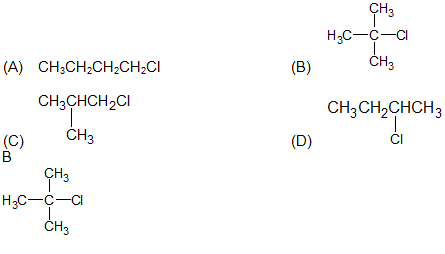 CH3
H3C-C-Cl
(A) CH3CH2CH2CH2Cl (B) CH3
CH3CHCH2Cl CH3CH2CHCH3
(C) CH3 (D) Cl
B
CH3
H3C-C-Cl
CH3